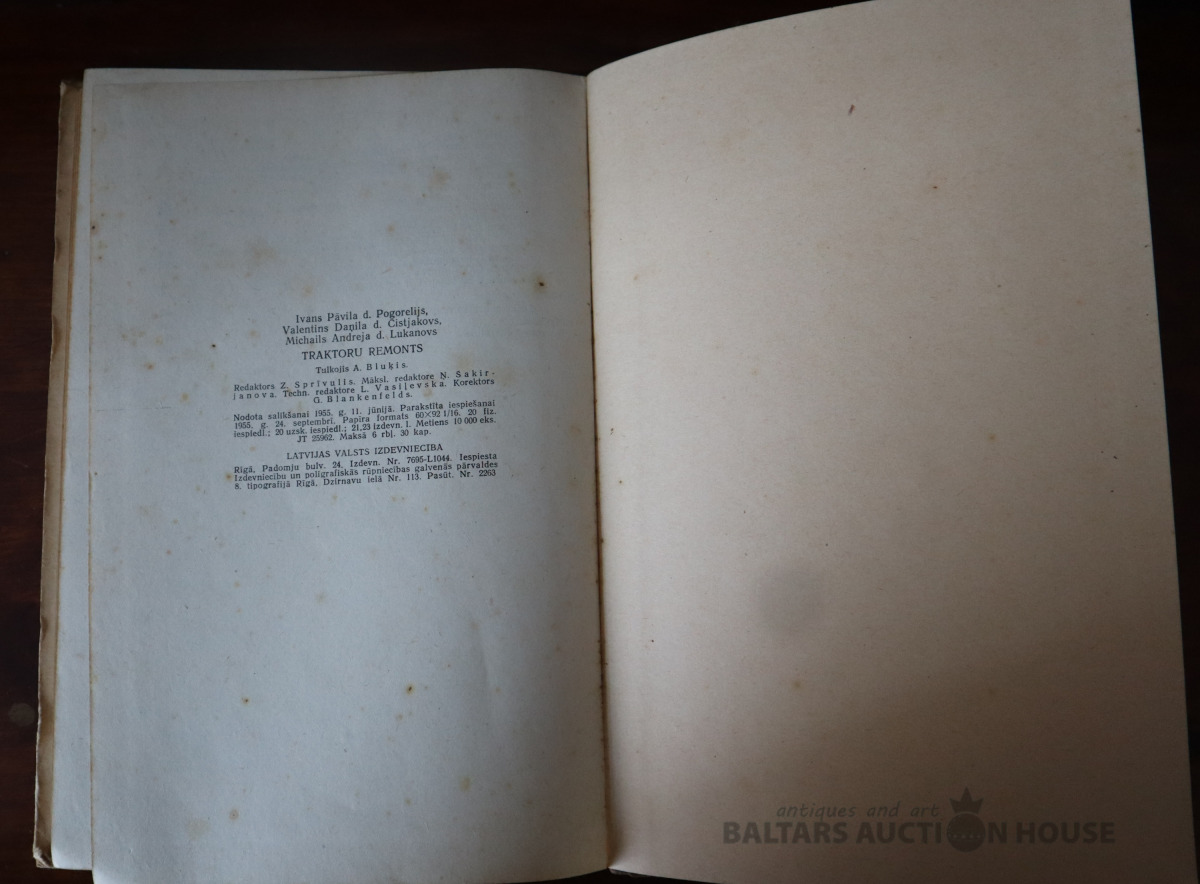 Ivans Pāvila d. Pogorelijs,
Valentins Daņila d. Čistjakovs,
Michails Andreja d. Lukanovs
TRAKTORU REMONTS
Tulkojis A. Bluķis.
Redaktors Z. Sprivulis. Māksl. redaktore Ņ. Šakir-
janova. Techn. redaktore L. Vasiļevska. Korektors
G. Blankenfelds.
Nodota salikšanai 1955. g. 11. jūnijā. Parakstīta iespiešanai
1955. g. 24. septembrī. Papīra formats 60×92 1/16. 20 fiz.
iespiedl.; 20 uzsk. iespiedl.; 21,23 izdevn. l. Metiens 10 000 eks.
JT 25962. Maksā 6 rbļ. 30 kap.
LATVIJAS VALSTS IZDEVNIECĪBA
Rīgā, Padomju bulv. 24. Izdevn. Nr. 7695-L1044. Iespiesta
Izdevniecību un poligrafiskās rūpniecības galvenās pārvaldes
8. tipografijā Rīgā, Dzirnavu ielā Nr. 113. Pasūt. Nr. 2263
antiques and art
BALTARS AUCTION HOUSE